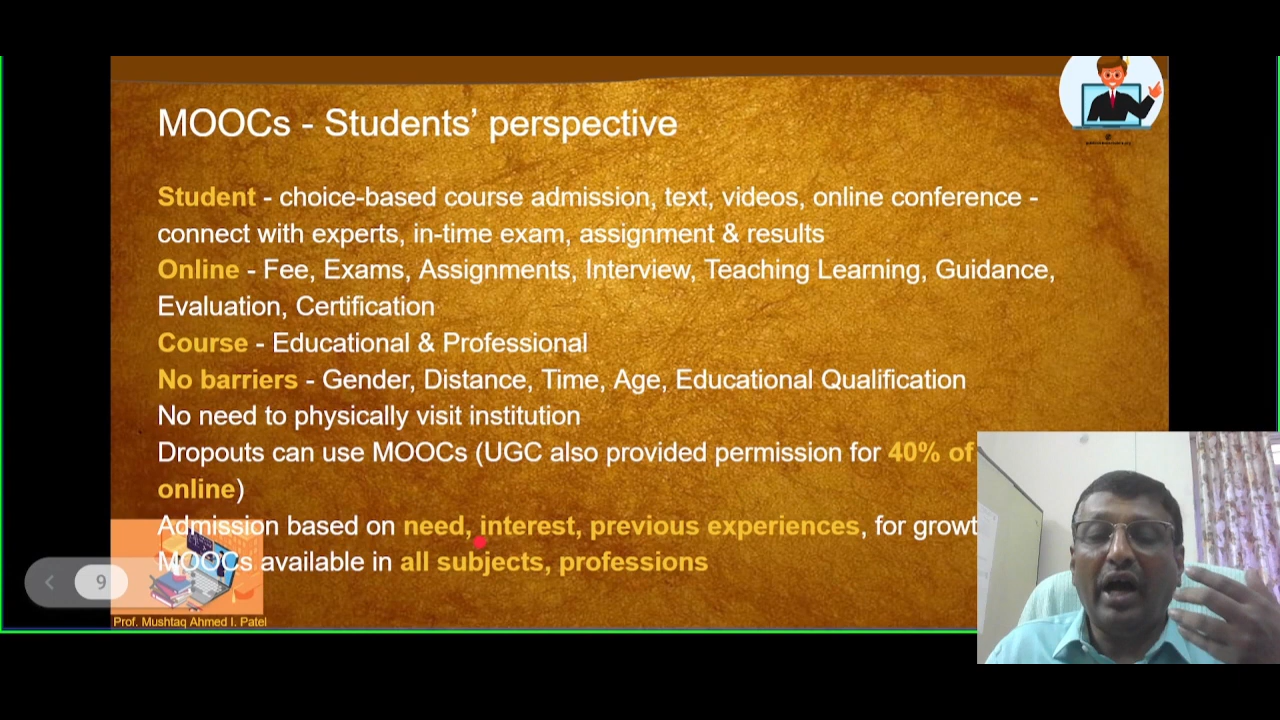 MOOCs - Students' perspective
Student - choice-based course admission, text, videos, online conference -
connect with experts, in-time exam, assignment & results
Online - Fee, Exams, Assignments, Interview, Teaching Learning, Guidance,
Evaluation, Certification
Course - Educational & Professional
No barriers - Gender, Distance, Time, Age, Educational Qualification
No need to physically visit institution
Dropouts can use MOOCs (UGC also provided permission for 40% of
online)
Admission based on need, interest, previous experiences, for growt
MOOCs available in all subjects, professions
9
Prof. Mushtaq Ahmed I. Patel